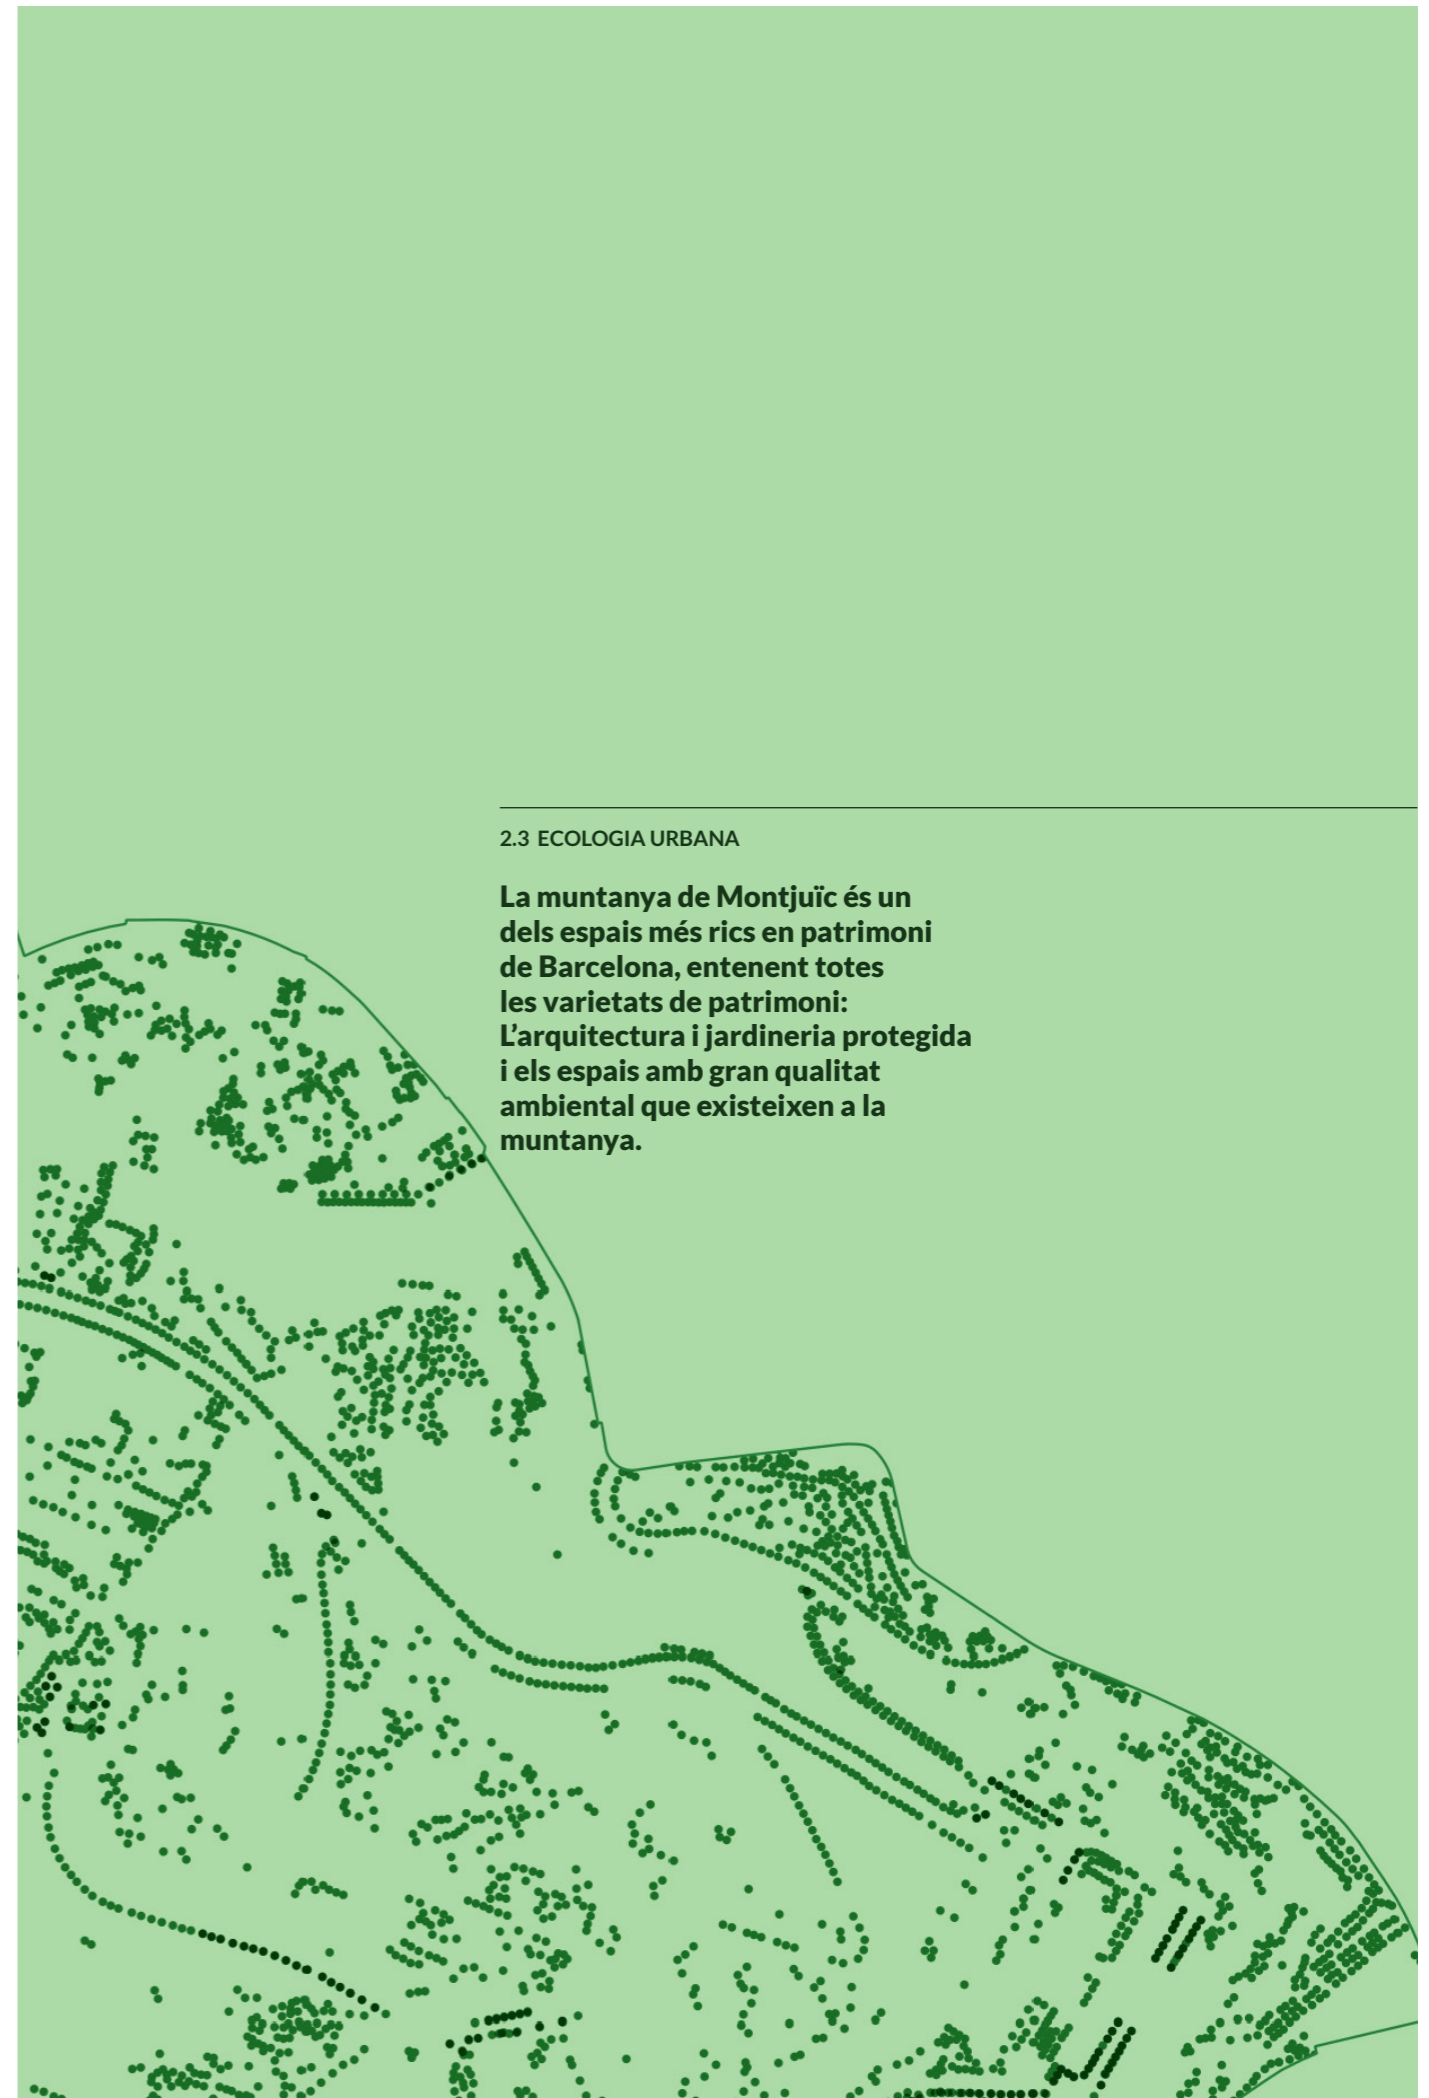 2.3 ECOLOGIA URBANA
La muntanya de Montjuïc és un
dels espais més rics en patrimoni
de Barcelona, entenent totes
les varietats de patrimoni:
L’arquitectura i jardineria protegida
i els espais amb gran qualitat
ambiental que existeixen a la
muntanya.